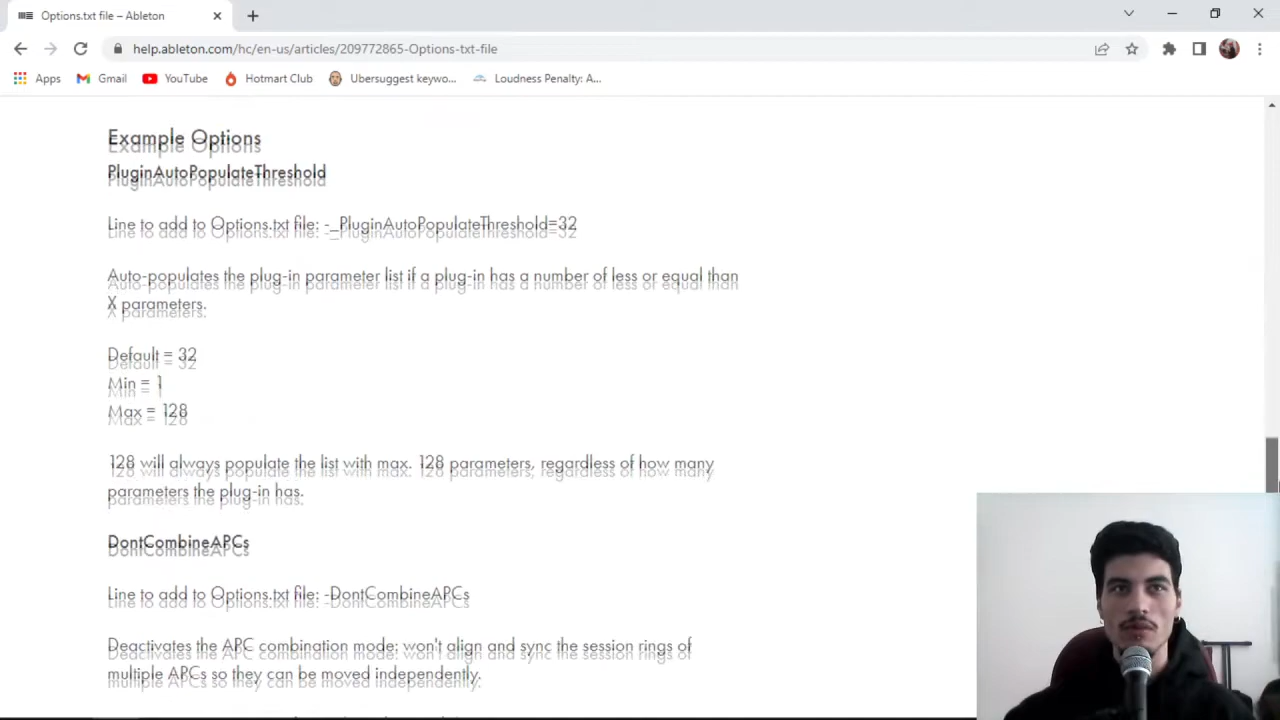 Options.txt file – Ableton
help.ableton.com/hc/en-us/articles/209772865-Options-txt-file
Apps Gmail YouTube Hotmart Club Ubersuggest keywo... Loudness Penalty: A...
Example Options
PluginAutoPopulateThreshold
Line to add to Options.txt file: -_PluginAutoPopulateThreshold=32
Auto-populates the plug-in parameter list if a plug-in has a number of less or equal than
X parameters.
Default = 32
Min = 1
Max = 128
128 will always populate the list with max. 128 parameters, regardless of how many
parameters the plug-in has.
DontCombineAPCs
Line to add to Options.txt file: -DontCombineAPCs
Deactivates the APC combination mode: won't align and sync the session rings of
multiple APCs so they can be moved independently.